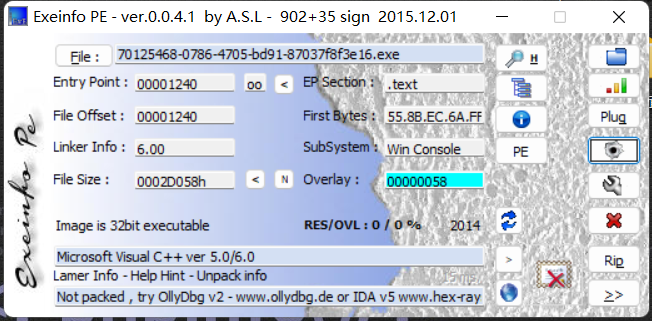 Exeinfo PE - ver.0.0.4.1 by A.S.L - 902+35 sign 2015.12.01
File : 70125468-0786-4705-bd91-87037f8f3e16.exe H
Entry Point : 00001240 oo < EP Section : .text
File Offset : 00001240 First Bytes : 55.8B.EC.6A.FF Plug
Linker Info : 6.00 SubSystem : Win Console PE
File Size : 0002D058h < N Overlay : 00000058
Image is 32bit executable RES/OVL : 0 / 0 % 2014
Microsoft Visual C++ ver 5.0/6.0 > Rip
Lamer Info - Help Hint - Unpack info
Not packed , try OllyDbg v2 - www.ollydbg.de or IDA v5 www.hex-ray >>
Exeinfo Pe